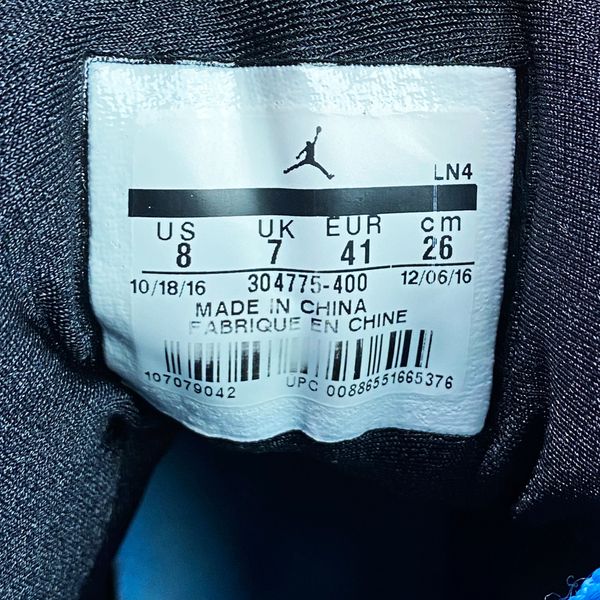 LN4
US UK EUR cm
8 7 41 26
10/18/16 304775-400 12/06/16
MADE IN CHINA
FABRIQUE EN CHINE
107079042 UPC 00886551665376